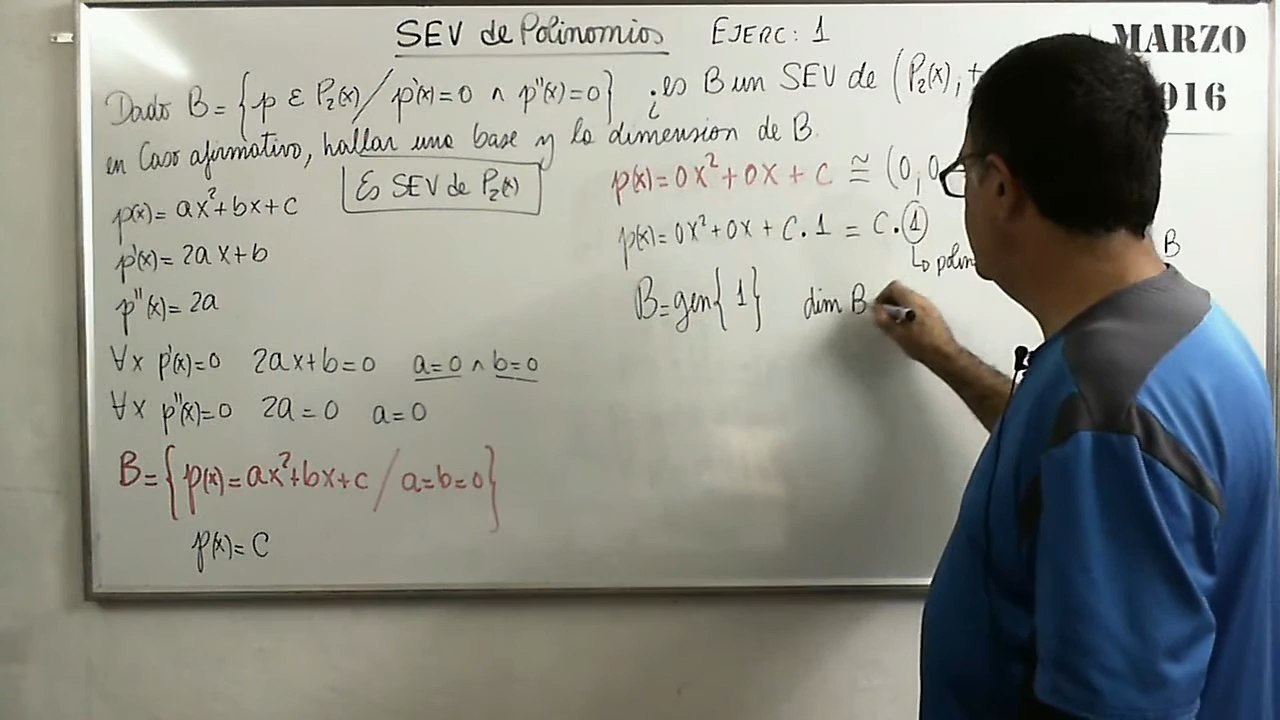 SEV de Polinomios EJERC: 1
MARZO
016
Dado B = { p ε P₂(x) / p'(x)=0 ∧ p''(x)=0 } ¿es B un SEV de (P₂(x), +
en Caso afirmativo, hallar una base y la dimension de B
Es SEV de P₂(x)
p(x) = ax²+bx+c
p'(x) = 2ax+b
p''(x) = 2a
∀x p'(x)=0 2ax+b=0 a=0 ∧ b=0
∀x p''(x)=0 2a=0 a=0
B={p(x)=ax²+bx+c / a=b=0}
p(x)=C
p(x)=0x²+0x+c ≅ (0,0
p(x)=0x²+0x+c.1 = c.1
B
B=gen{1} dim B